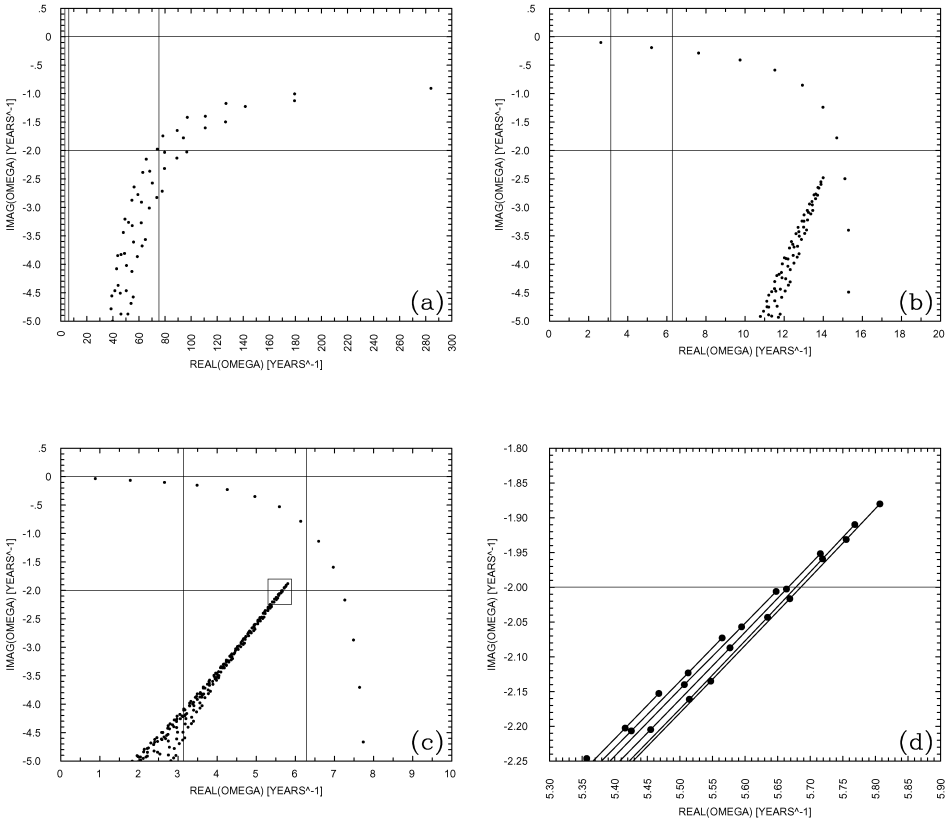 .5
0
-.5
-1.0
-1.5
-2.0
-2.5
-3.0
-3.5
-4.0
-4.5
-5.0
IMAG(OMEGA) [YEARS^-1]
(a)
0 20 40 60 80 100 120 140 160 180 200 220 240 260 280 300
REAL(OMEGA) [YEARS^-1]
.5
0
-.5
-1.0
-1.5
-2.0
-2.5
-3.0
-3.5
-4.0
-4.5
-5.0
IMAG(OMEGA) [YEARS^-1]
(b)
0 2 4 6 8 10 12 14 16 18 20
REAL(OMEGA) [YEARS^-1]
.5
0
-.5
-1.0
-1.5
-2.0
-2.5
-3.0
-3.5
-4.0
-4.5
-5.0
IMAG(OMEGA) [YEARS^-1]
(c)
0 1 2 3 4 5 6 7 8 9 10
REAL(OMEGA) [YEARS^-1]
-1.80
-1.85
-1.90
-1.95
-2.00
-2.05
-2.10
-2.15
-2.20
-2.25
IMAG(OMEGA) [YEARS^-1]
(d)
5.30 5.35 5.40 5.45 5.50 5.55 5.60 5.65 5.70 5.75 5.80 5.85 5.90
REAL(OMEGA) [YEARS^-1]